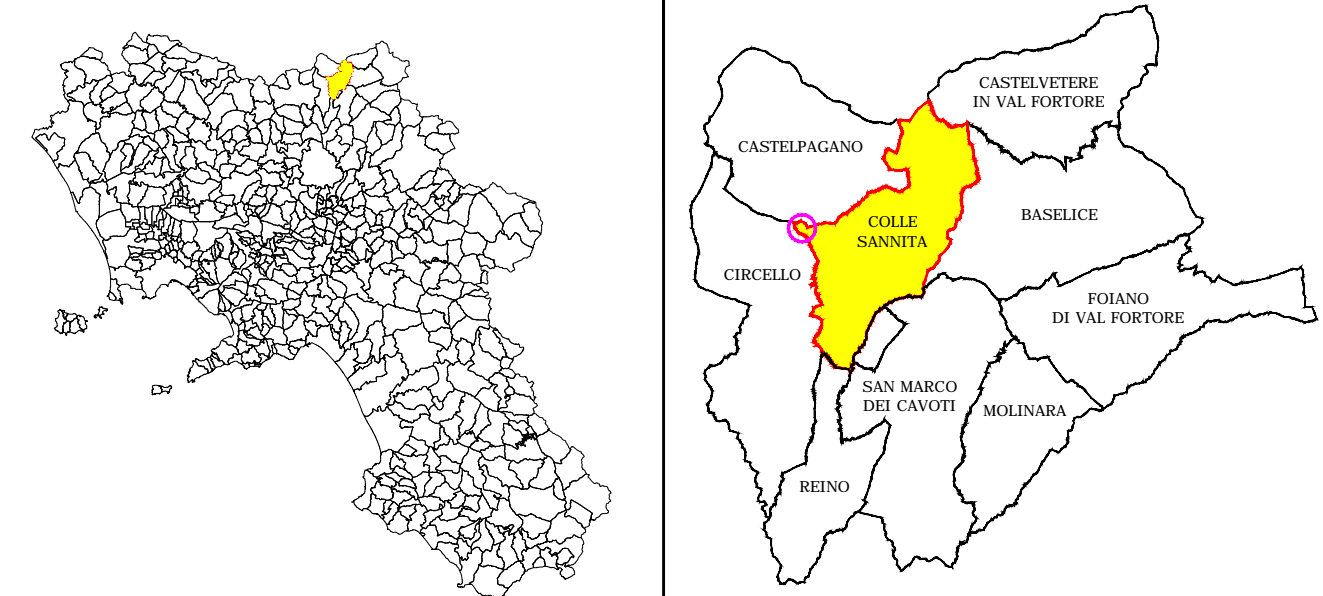 CASTELVETERE
IN VAL FORTORE
CASTELPAGANO
BASELICE
COLLE
SANNITA
CIRCELLO
FOIANO
DI VAL FORTORE
SAN MARCO
DEI CAVOTI
MOLINARA
REINO